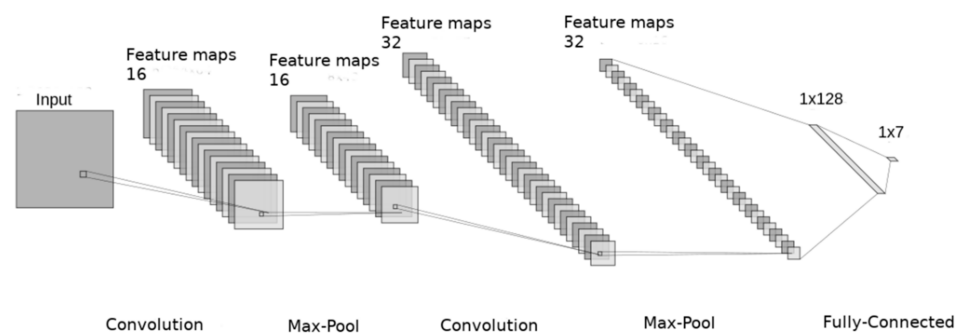 Feature maps
32
Feature maps
32
Feature maps
16
Feature maps
16
Input
1x128
1x7
Convolution
Max-Pool
Convolution
Max-Pool
Fully-Connected